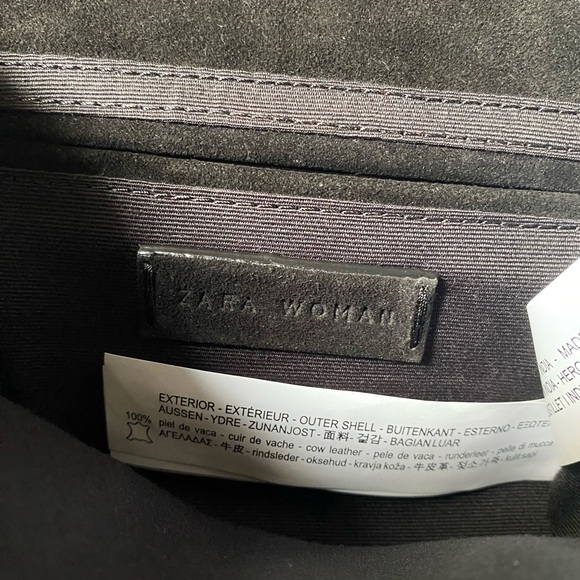 ZARA WOMAN
EXTERIOR - EXTÉRIEUR - OUTER SHELL - BUITENKANT - ESTERNO -
AUSSEN-YDRE-ZUNANJOST - 面料 - 겉감 - BAGIAN LUAR
100% piel de vaca - cuir de vache - cow leather - pele de vaca - runderleer - pelle di mucca
ΑΓΕΛΑΔΑΣ - 牛皮 - rindsleder - oksehud - kravja koža - 牛皮革 - 젖소가죽 - kulit sapi